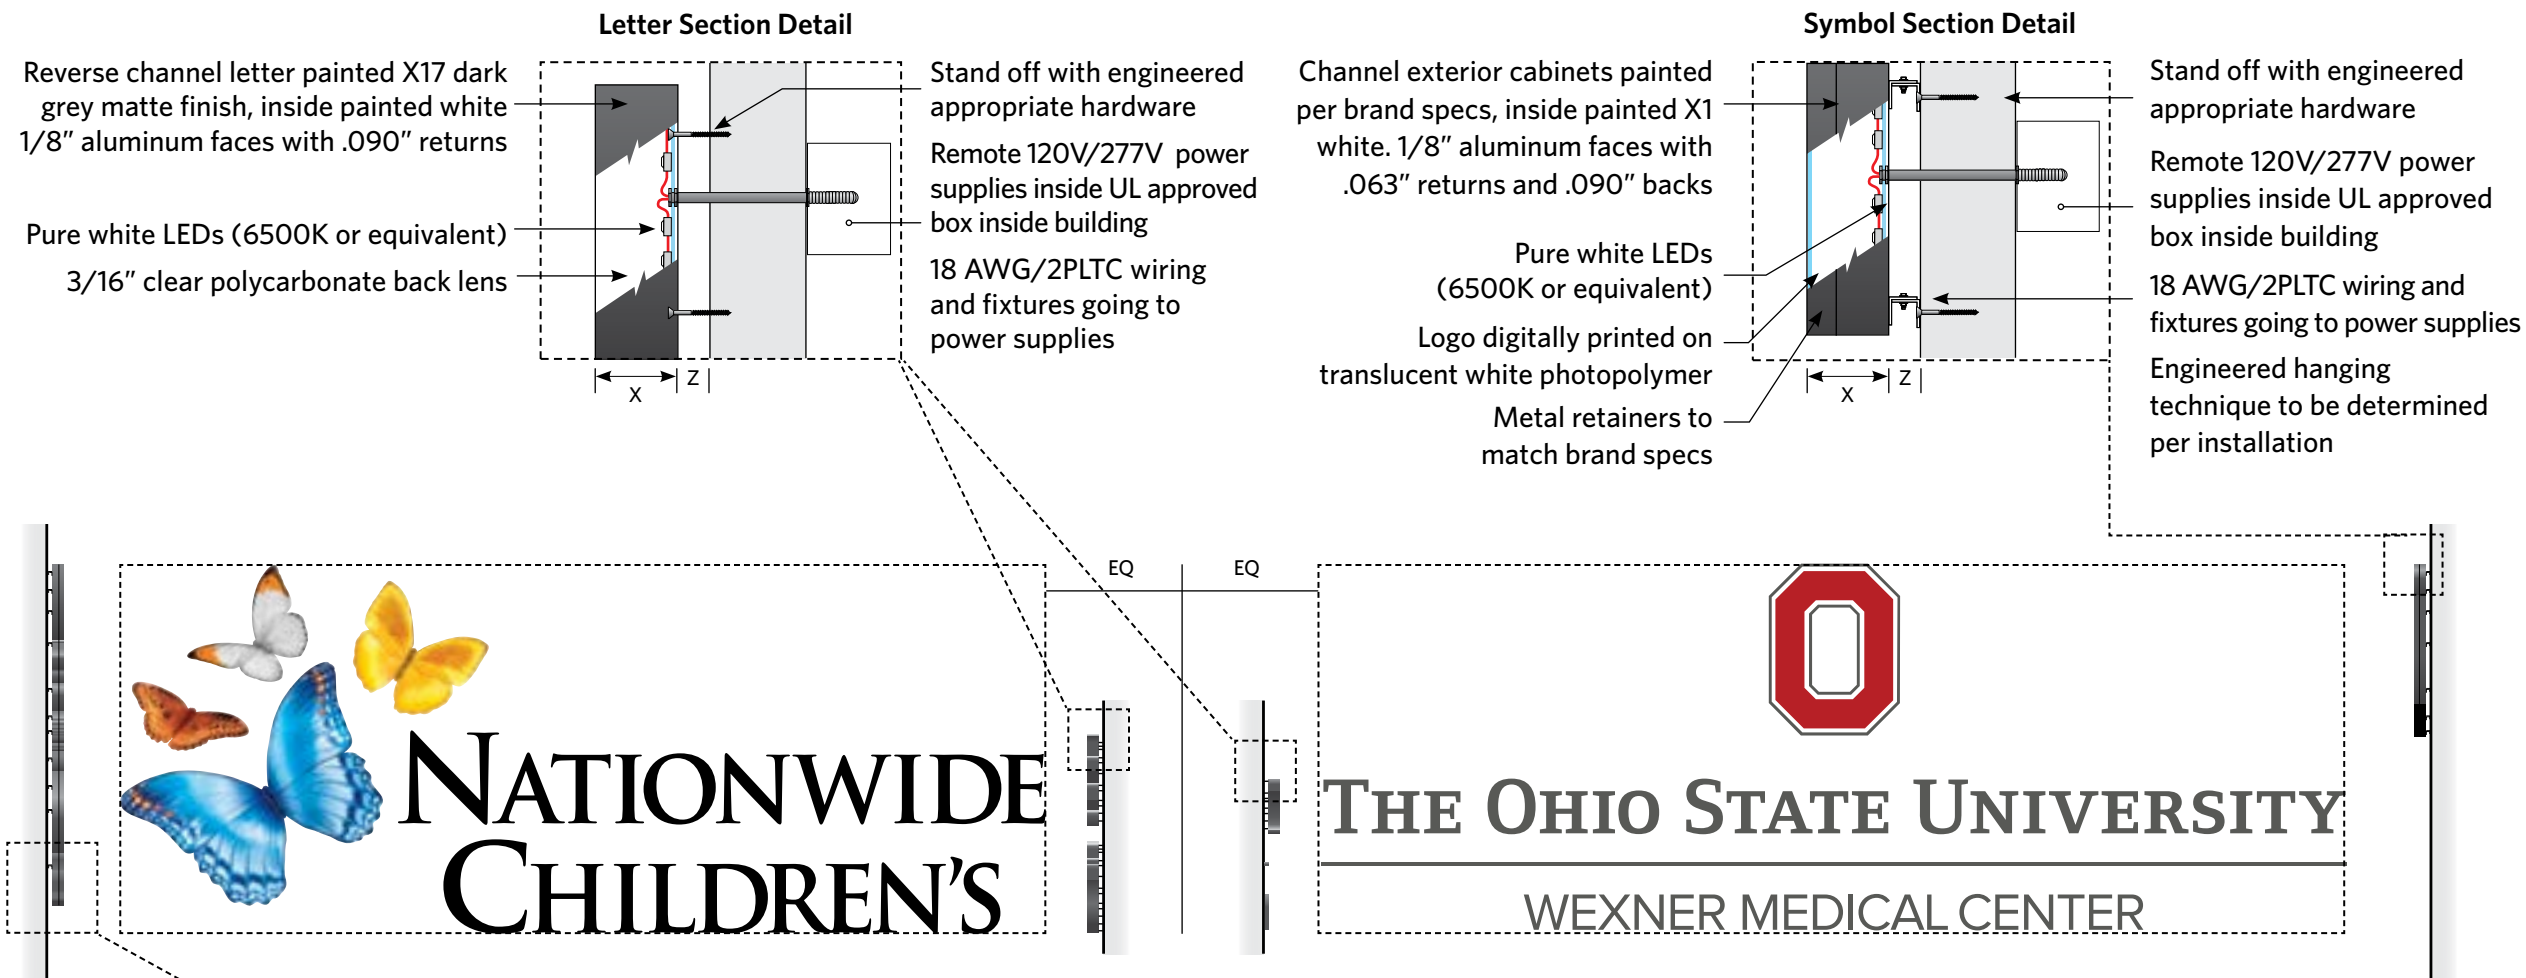 Letter Section Detail
Reverse channel letter painted X17 dark
grey matte finish, inside painted white
1/8” aluminum faces with .090” returns
Pure white LEDs (6500K or equivalent)
3/16” clear polycarbonate back lens
Stand off with engineered
appropriate hardware
Remote 120V/277V power
supplies inside UL approved
box inside building
18 AWG/2PLTC wiring
and fixtures going to
power supplies
X
Z
Symbol Section Detail
Channel exterior cabinets painted
per brand specs, inside painted X1
white. 1/8” aluminum faces with
.063” returns and .090” backs
Pure white LEDs
(6500K or equivalent)
Logo digitally printed on
translucent white photopolymer
Metal retainers to
match brand specs
Stand off with engineered
appropriate hardware
Remote 120V/277V power
supplies inside UL approved
box inside building
18 AWG/2PLTC wiring and
fixtures going to power supplies
Engineered hanging
technique to be determined
per installation
X
Z
EQ
EQ
NATIONWIDE
CHILDREN’S
O
THE OHIO STATE UNIVERSITY
WEXNER MEDICAL CENTER